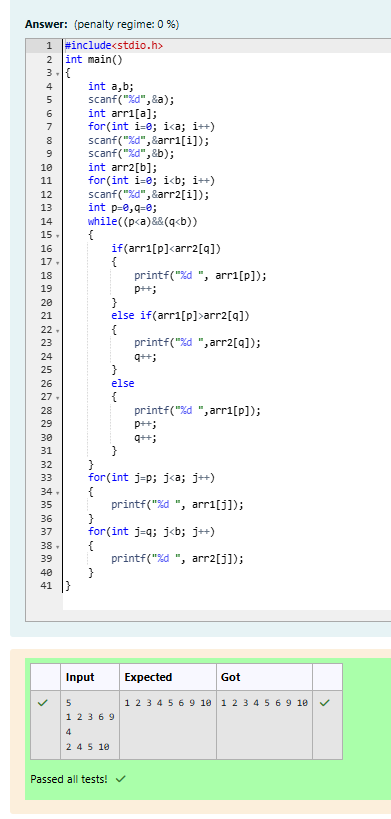 Answer: (penalty regime: 0 %)
1 #include<stdio.h>
2 int main()
3 {
4     int a,b;
5     scanf("%d",&a);
6     int arr1[a];
7     for(int i=0; i<a; i++)
8     scanf("%d",&arr1[i]);
9     scanf("%d",&b);
10     int arr2[b];
11     for(int i=0; i<b; i++)
12     scanf("%d",&arr2[i]);
13     int p=0,q=0;
14     while((p<a)&&(q<b))
15     {
16         if(arr1[p]<arr2[q])
17         {
18             printf("%d ", arr1[p]);
19             p++;
20         }
21         else if(arr1[p]>arr2[q])
22         {
23             printf("%d ",arr2[q]);
24             q++;
25         }
26         else
27         {
28             printf("%d ",arr1[p]);
29             p++;
30             q++;
31         }
32     }
33     for(int j=p; j<a; j++)
34     {
35         printf("%d ", arr1[j]);
36     }
37     for(int j=q; j<b; j++)
38     {
39         printf("%d ", arr2[j]);
40     }
41 }
Input Expected Got
5 1 2 3 4 5 6 9 10 1 2 3 4 5 6 9 10
1 2 3 6 9
4
2 4 5 10
Passed all tests!